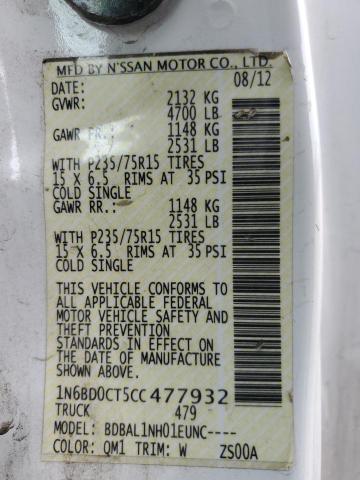 MFD BY N'SSAN MOTOR CO., LTD.
DATE: 08/12
GVWR: 2132 KG
4700 LB
GAWR FR.: 1148 KG
2531 LB
WITH P235/75R15 TIRES
15 X 6.5 RIMS AT 35 PSI
COLD SINGLE
GAWR RR.: 1148 KG
2531 LB
WITH P235/75R15 TIRES
15 X 6.5 RIMS AT 35 PSI
COLD SINGLE
THIS VEHICLE CONFORMS TO
ALL APPLICABLE FEDERAL
MOTOR VEHICLE SAFETY AND
THEFT PREVENTION
STANDARDS IN EFFECT ON
THE DATE OF MANUFACTURE
SHOWN ABOVE.
1N6BD0CT5CC477932
TRUCK 479
MODEL: BDBAL1NH01EUNC----
COLOR: QM1 TRIM: W ZS00A